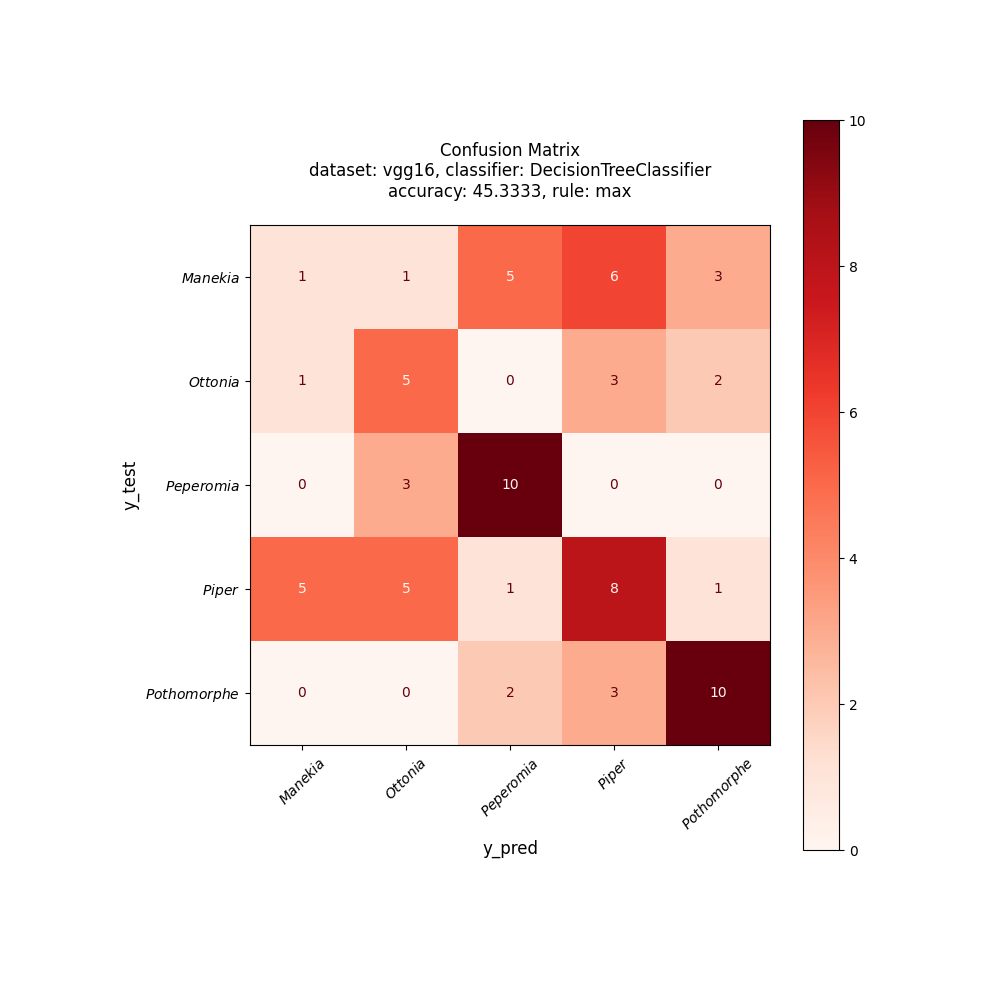 Confusion Matrix
dataset: vgg16, classifier: DecisionTreeClassifier
accuracy: 45.3333, rule: max
Manekia 1 1 5 6 3
Ottonia 1 5 0 3 2
Peperomia 0 3 10 0 0
Piper 5 5 1 8 1
Pothomorphe 0 0 2 3 10
y_test
Manekia Ottonia Peperomia Piper Pothomorphe
y_pred
10
8
6
4
2
0